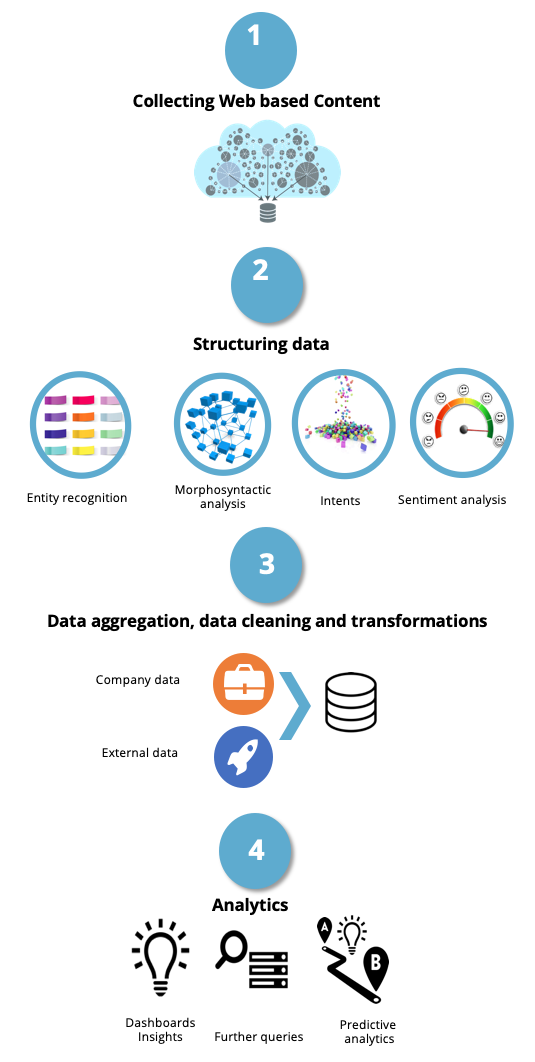 1
Collecting Web based Content
2
Structuring data
Entity recognition
Morphosyntactic
analysis
Intents
Sentiment analysis
3
Data aggregation, data cleaning and transformations
Company data
External data
4
Analytics
A
B
Dashboards
Insights
Further queries
Predictive
analytics